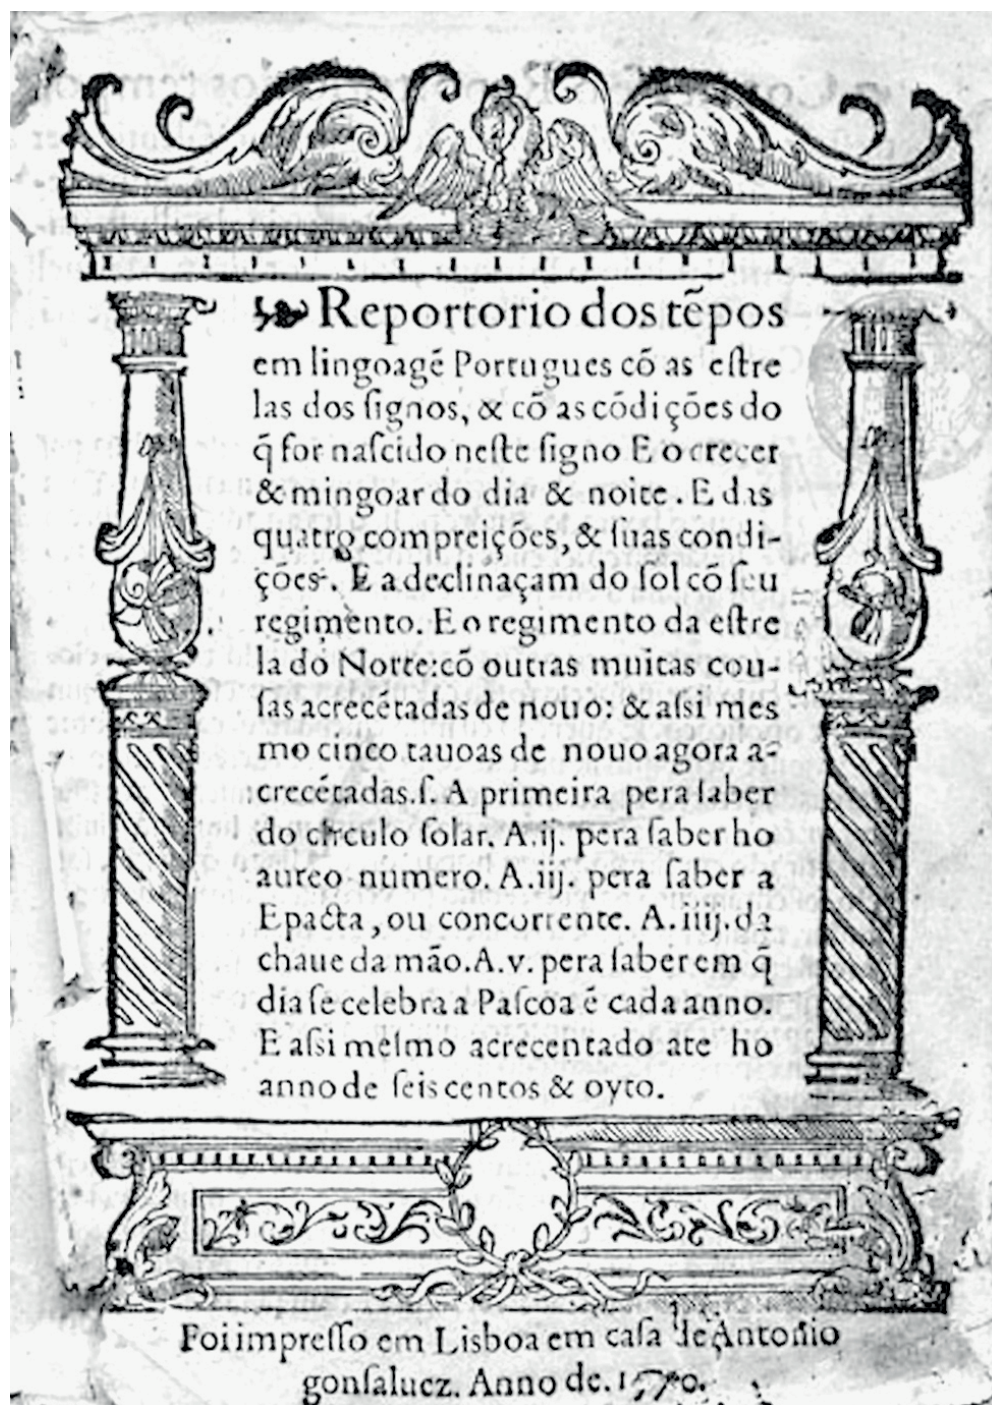 Reportorio dos tẽpos
em lingoagẽ Portugues cõ as eſtre
las dos ſignos, & cõ as cõdições do
q̃ for naſcido neſte ſigno E o crecer
& mingoar do dia & noite. E das
quatro compreições, & ſuas condi-
ções. E a declinaçam do ſol cõ ſeu
regimento. E o regimento da eſtre
la do Norte: cõ outras muitas cou-
ſas acrecẽtadas de nouo: & aſsi meſ
mo cinco tauoas de nouo agora a-
crecẽtadas.ſ. A primeira pera ſaber
do circulo ſolar. A.ij. pera ſaber ho
aureo numero. A.iij. pera ſaber a
Epacta, ou concorrente. A.iiij. da
chaue da mão. A.v. pera ſaber em q̃
dia ſe celebra a Paſcoa ẽ cada anno.
E aſsi meſmo acrecentado ate ho
anno de ſeiscentos & oyto.
Foi impreſſo em Lisboa em caſa de Antonio
gonſaluez. Anno de. 1570.